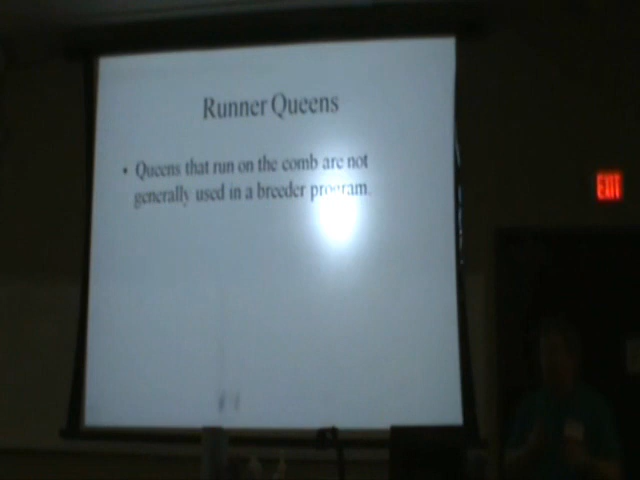 Runner Queens
• Queens that run on the comb are not
generally used in a breeder program.
EXIT